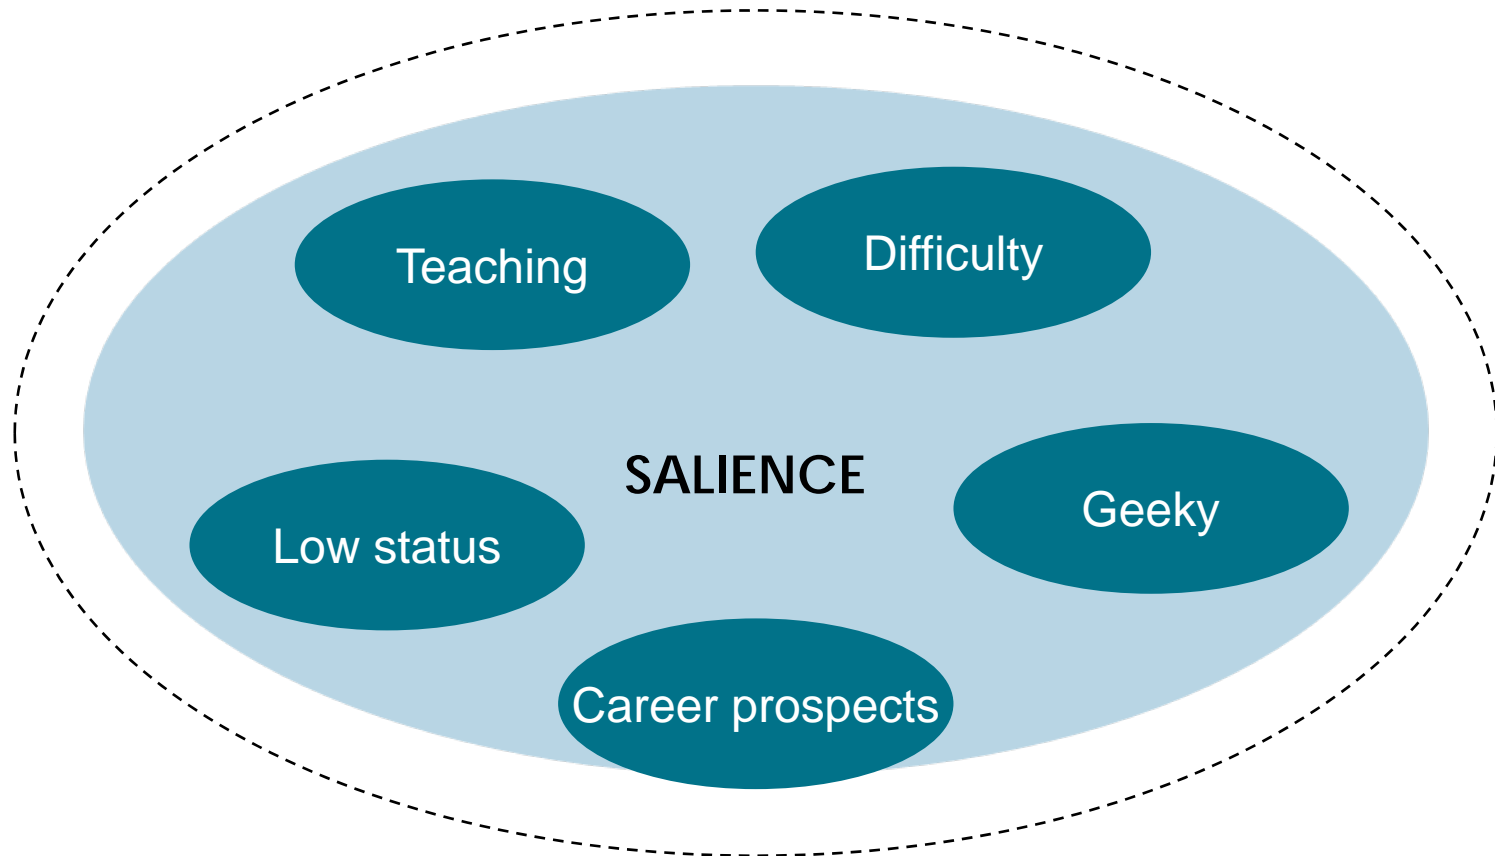 Teaching
Difficulty
SALIENCE
Geeky
Low status
Career prospects